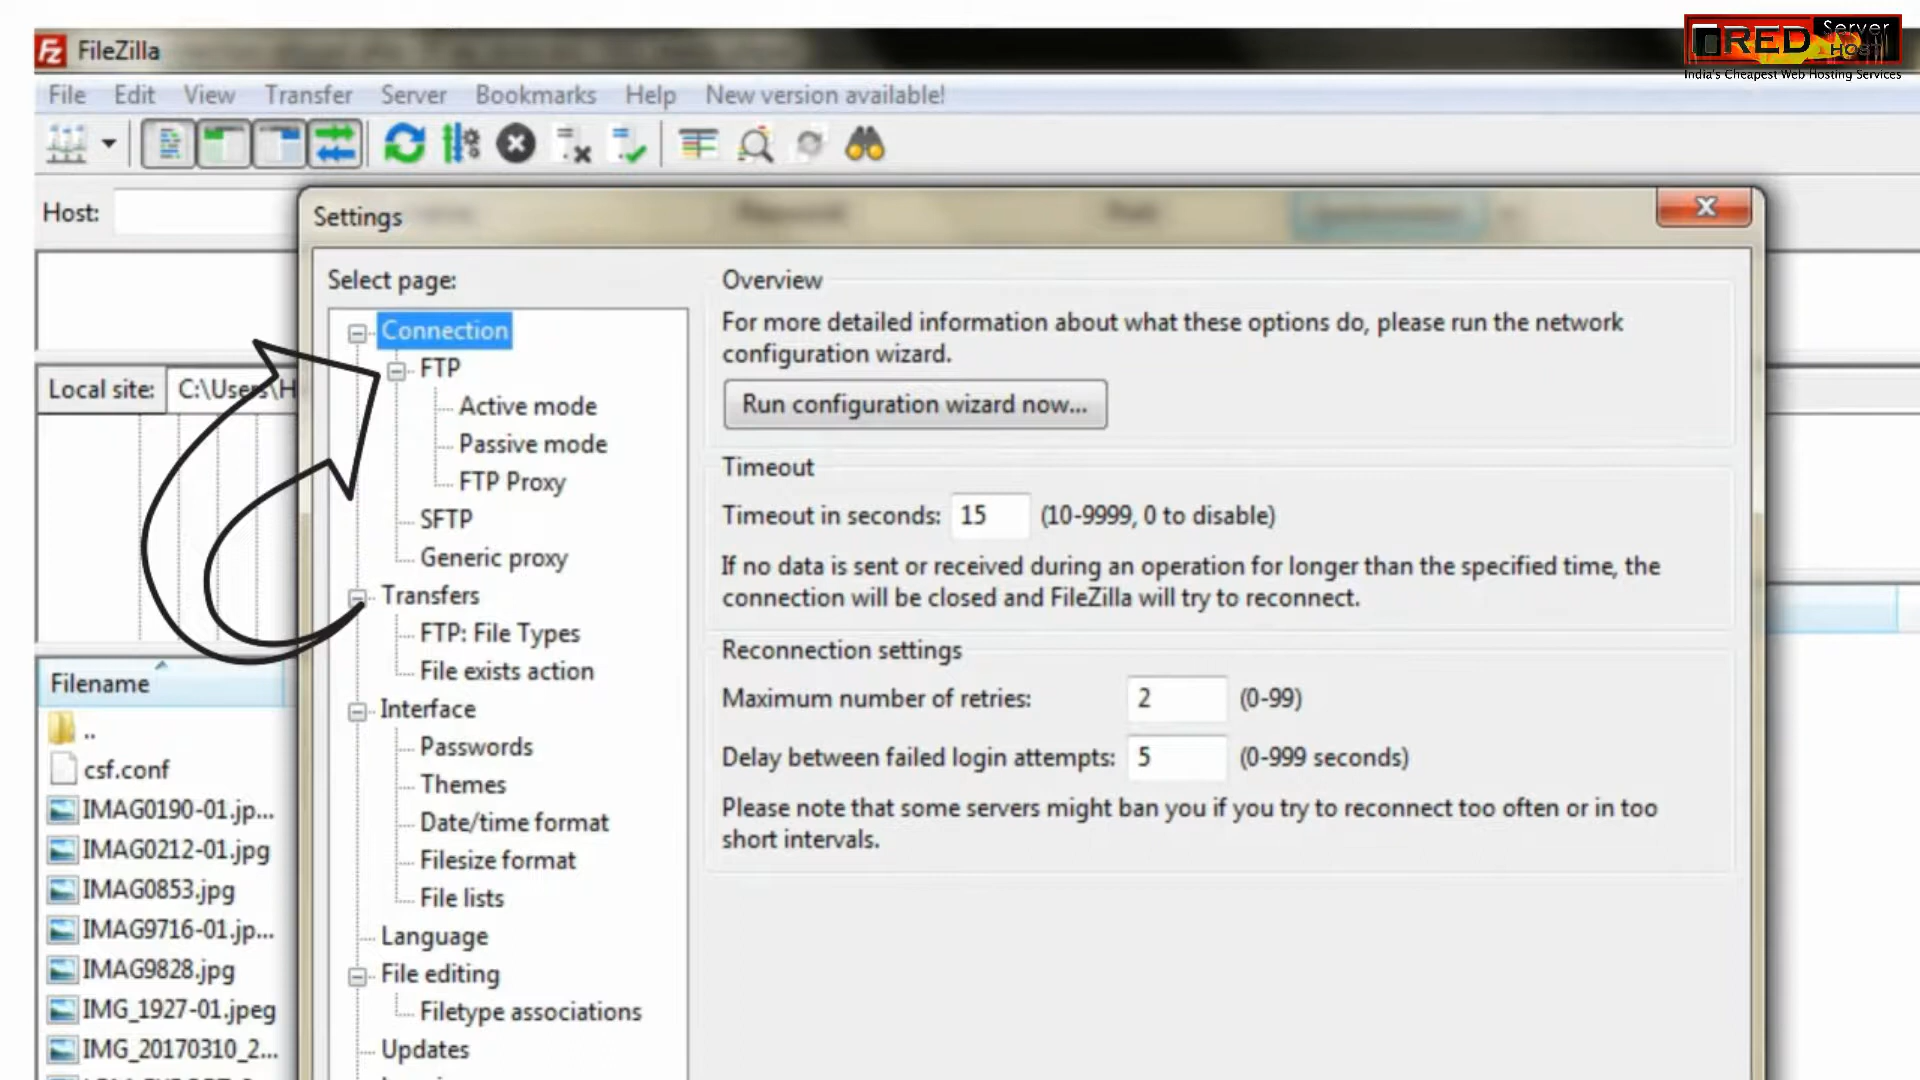 RED Server
HOST
India's Cheapest Web Hosting Services
FileZilla
File Edit View Transfer Server Bookmarks Help New version available!
Host:
Settings
Select page:
Connection
FTP
Active mode
Passive mode
FTP Proxy
SFTP
Generic proxy
Transfers
FTP: File Types
File exists action
Interface
Passwords
Themes
Date/time format
Filesize format
File lists
Language
File editing
Filetype associations
Updates
Overview
For more detailed information about what these options do, please run the network
configuration wizard.
Run configuration wizard now...
Timeout
Timeout in seconds: 15 (10-9999, 0 to disable)
If no data is sent or received during an operation for longer than the specified time, the
connection will be closed and FileZilla will try to reconnect.
Reconnection settings
Maximum number of retries: 2 (0-99)
Delay between failed login attempts: 5 (0-999 seconds)
Please note that some servers might ban you if you try to reconnect too often or in too
short intervals.
Local site: C:\Users\H
Filename
..
csf.conf
IMAG0190-01.jp...
IMAG0212-01.jpg
IMAG0853.jpg
IMAG9716-01.jp...
IMAG9828.jpg
IMG_1927-01.jpeg
IMG_20170310_2...